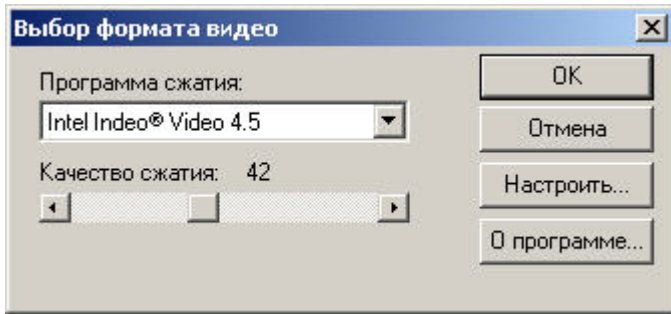 Выбор формата видео
Программа сжатия:
Intel Indeo® Video 4.5
Качество сжатия: 42
OK
Отмена
Настроить...
О программе...